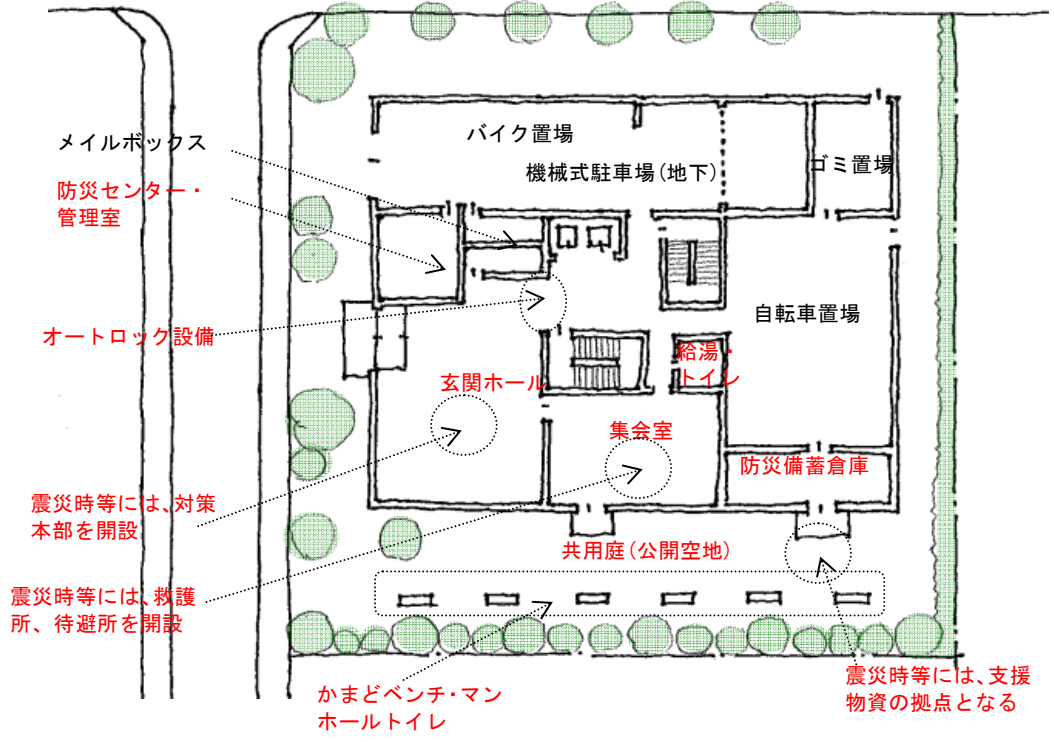 バイク置場
メイルボックス
機械式駐車場(地下)
ゴミ置場
防災センター・
管理室
自転車置場
オートロック設備
給湯・
トイレ
玄関ホール
集会室
防災備蓄倉庫
震災時等には、対策
本部を開設
共用庭(公開空地)
震災時等には、救護
所、待避所を開設
かまどベンチ・マン
ホールトイレ
震災時等には、支援
物資の拠点となる